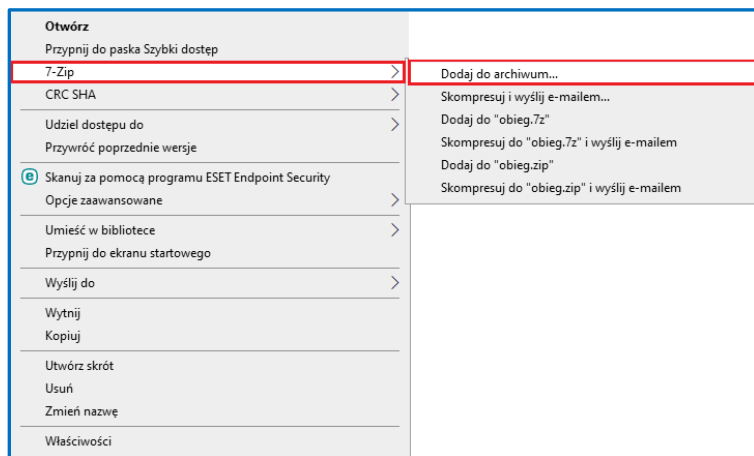 Otwórz
Przypnij do paska Szybki dostęp
7-Zip
CRC SHA
Udziel dostępu do
Przywróć poprzednie wersje
Skanuj za pomocą programu ESET Endpoint Security
Opcje zaawansowane
Umieść w bibliotece
Przypnij do ekranu startowego
Wyślij do
Wytnij
Kopiuj
Utwórz skrót
Usuń
Zmień nazwę
Właściwości
Dodaj do archiwum...
Skompresuj i wyślij e-mailem...
Dodaj do "obieg.7z"
Skompresuj do "obieg.7z" i wyślij e-mailem
Dodaj do "obieg.zip"
Skompresuj do "obieg.zip" i wyślij e-mailem